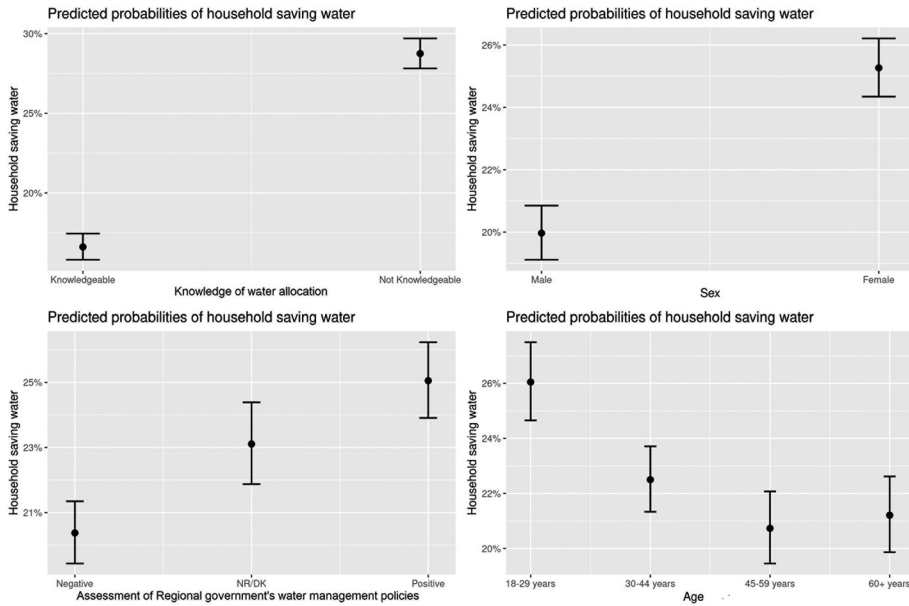 Predicted probabilities of household saving water
30%
25%
20%
Household saving water
Knowledgeable
Not Knowledgeable
Knowledge of water allocation
Predicted probabilities of household saving water
26%
24%
22%
20%
Household saving water
Male
Female
Sex
Predicted probabilities of household saving water
25%
23%
21%
Household saving water
Negative
NR/DK
Positive
Assessment of Regional government's water management policies
Predicted probabilities of household saving water
26%
24%
22%
20%
Household saving water
18-29 years
30-44 years
45-59 years
60+ years
Age